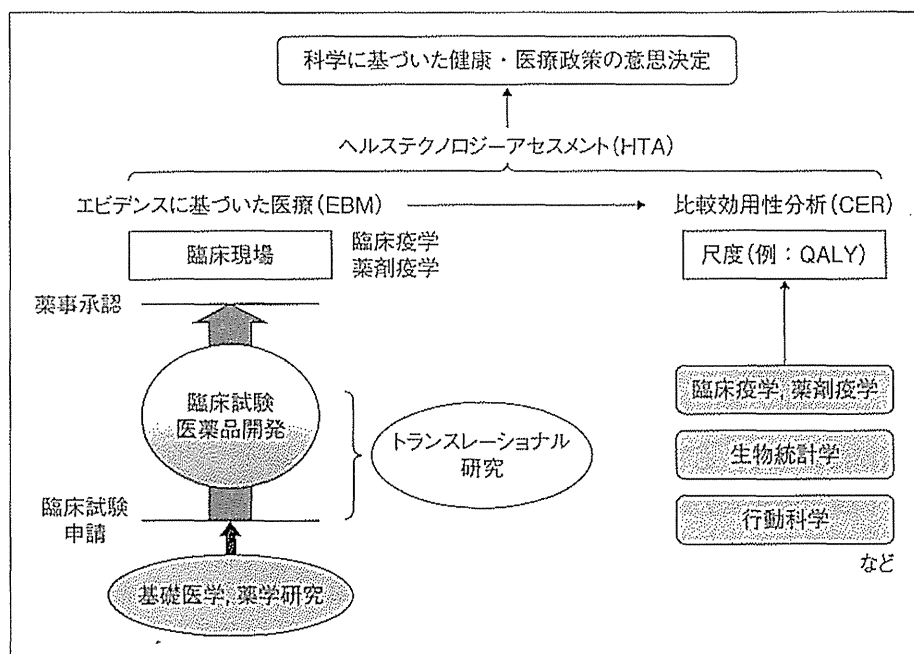 科学に基づいた健康・医療政策の意思決定
ヘルステクノロジーアセスメント(HTA)
エビデンスに基づいた医療(EBM)
比較効用性分析(CER)
臨床現場
臨床疫学
薬剤疫学
尺度(例：QALY)
薬事承認
臨床試験
医薬品開発
トランスレーショナル
研究
臨床試験
申請
基礎医学, 薬学研究
臨床疫学, 薬剤疫学
生物統計学
行動科学
など